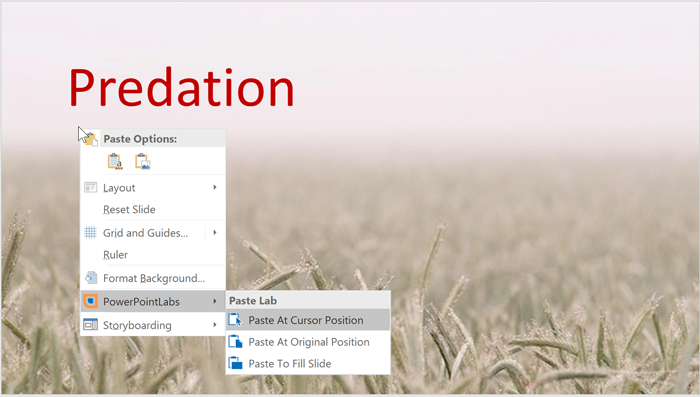 Predation
Paste Options:
Layout
Reset Slide
Grid and Guides...
Ruler
Format Background...
PowerPointLabs
Storyboarding
Paste Lab
Paste At Cursor Position
Paste At Original Position
Paste To Fill Slide